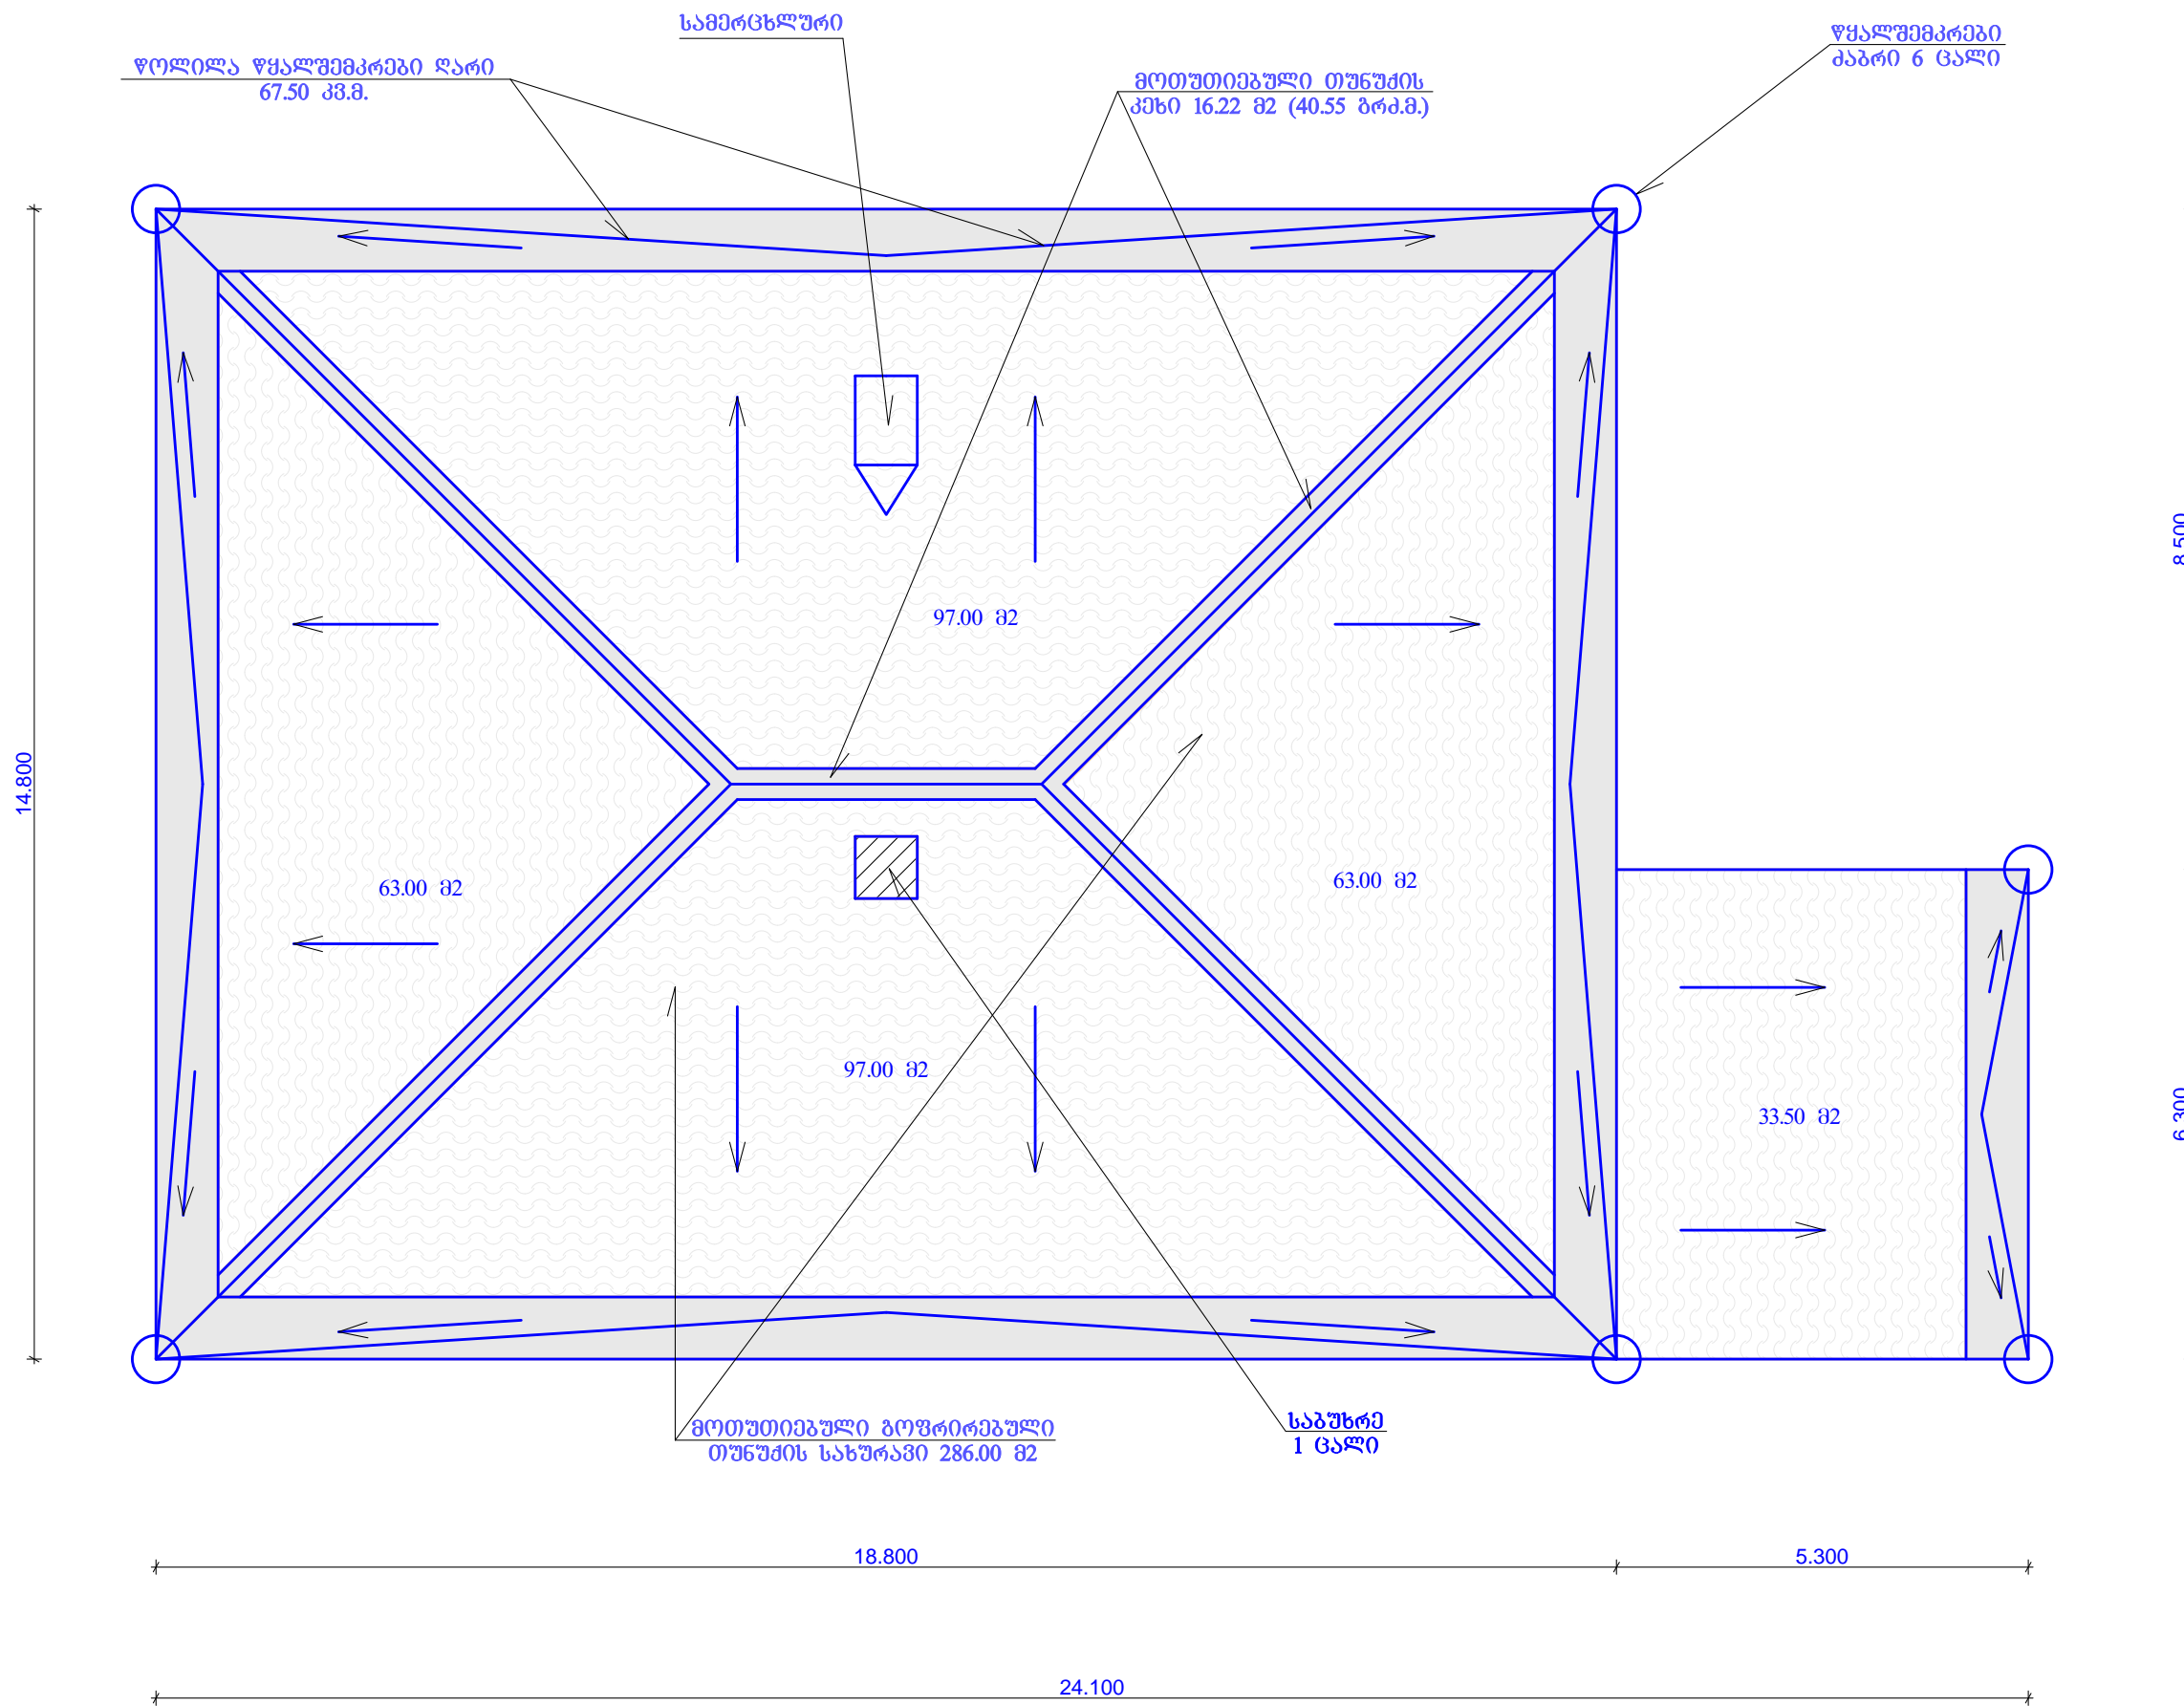 სამერცხლური
წყალშემკრები
ძაბრი 6 ცალი
წოლილა წყალშემკრები ღარი
67.50 კვ.მ.
მოთუთიებული თუნუქის
კეხი 16.22 მ2 (40.55 გრძ.მ.)
8.500
97.00 მ2
14.800
63.00 მ2
63.00 მ2
97.00 მ2
33.50 მ2
6.300
მოთუთიებული გოფრირებული
თუნუქის სახურავი 286.00 მ2
საბუხრე
1 ცალი
18.800
5.300
24.100